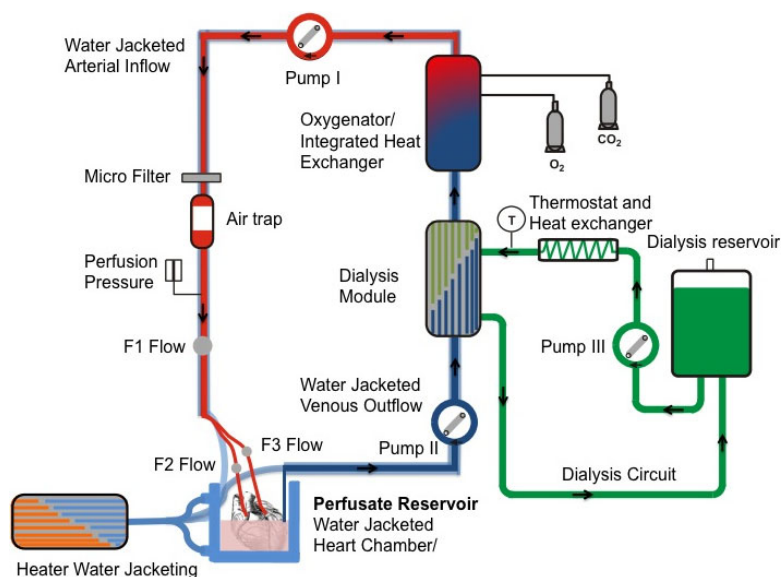 Water Jacketed
Arterial Inflow
Pump I
Oxygenator/
Integrated Heat
Exchanger
O2
CO2
Micro Filter
Air trap
Thermostat and
Heat exchanger
T
Dialysis reservoir
Perfusion
Pressure
Dialysis
Module
F1 Flow
Pump III
Water Jacketed
Venous Outflow
F3 Flow
Pump II
F2 Flow
Dialysis Circuit
Perfusate Reservoir
Water Jacketed
Heart Chamber/
Heater Water Jacketing